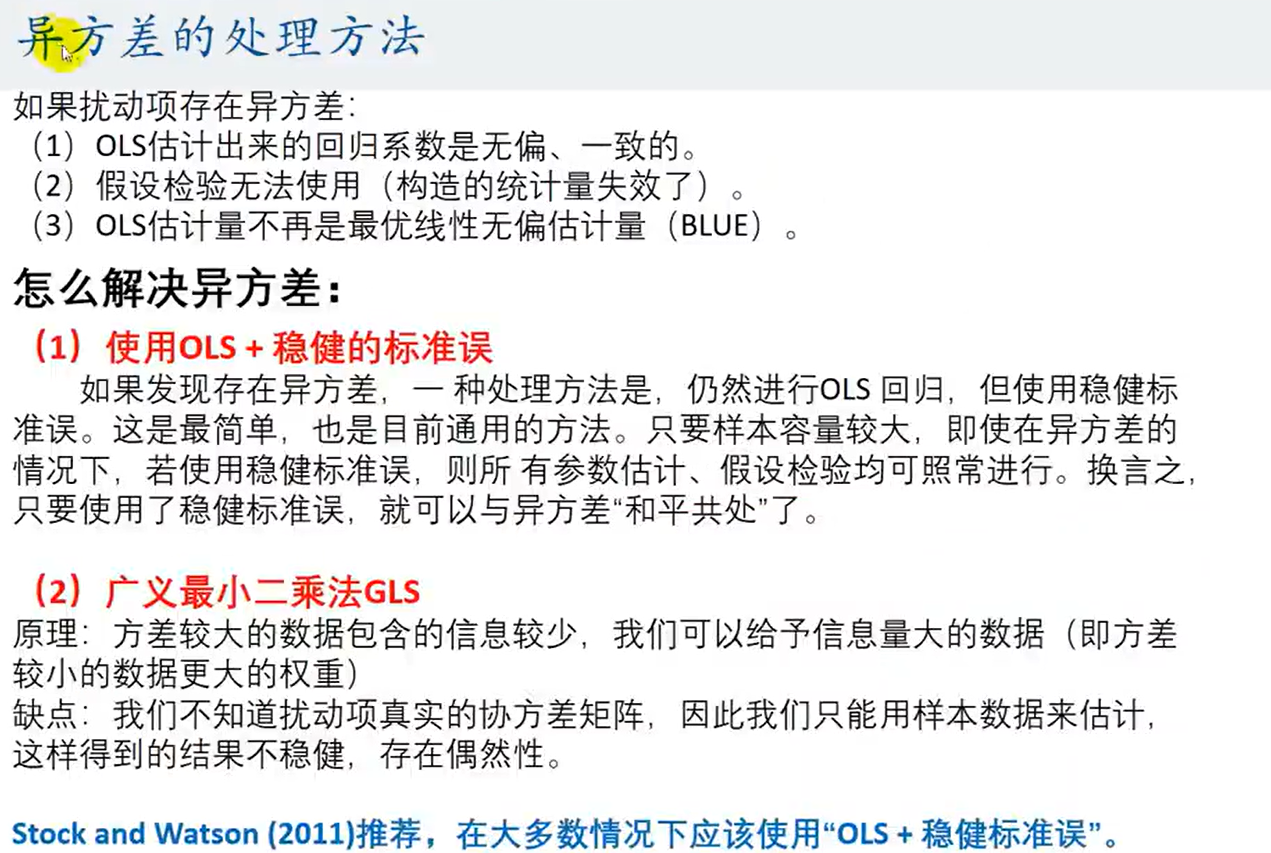 异方差的处理方法
如果扰动项存在异方差：
（1）OLS估计出来的回归系数是无偏、一致的。
（2）假设检验无法使用（构造的统计量失效了）。
（3）OLS估计量不再是最优线性无偏估计量（BLUE）。
怎么解决异方差：
（1）使用OLS + 稳健的标准误
如果发现存在异方差，一 种处理方法是，仍然进行OLS 回归，但使用稳健标
准误。这是最简单，也是目前通用的方法。只要样本容量较大，即使在异方差的
情况下，若使用稳健标准误，则所 有参数估计、假设检验均可照常进行。换言之，
只要使用了稳健标准误，就可以与异方差“和平共处”了。
（2）广义最小二乘法GLS
原理：方差较大的数据包含的信息较少，我们可以给予信息量大的数据（即方差
较小的数据更大的权重）
缺点：我们不知道扰动项真实的协方差矩阵，因此我们只能用样本数据来估计，
这样得到的结果不稳健，存在偶然性。
Stock and Watson (2011)推荐，在大多数情况下应该使用“OLS + 稳健标准误”。